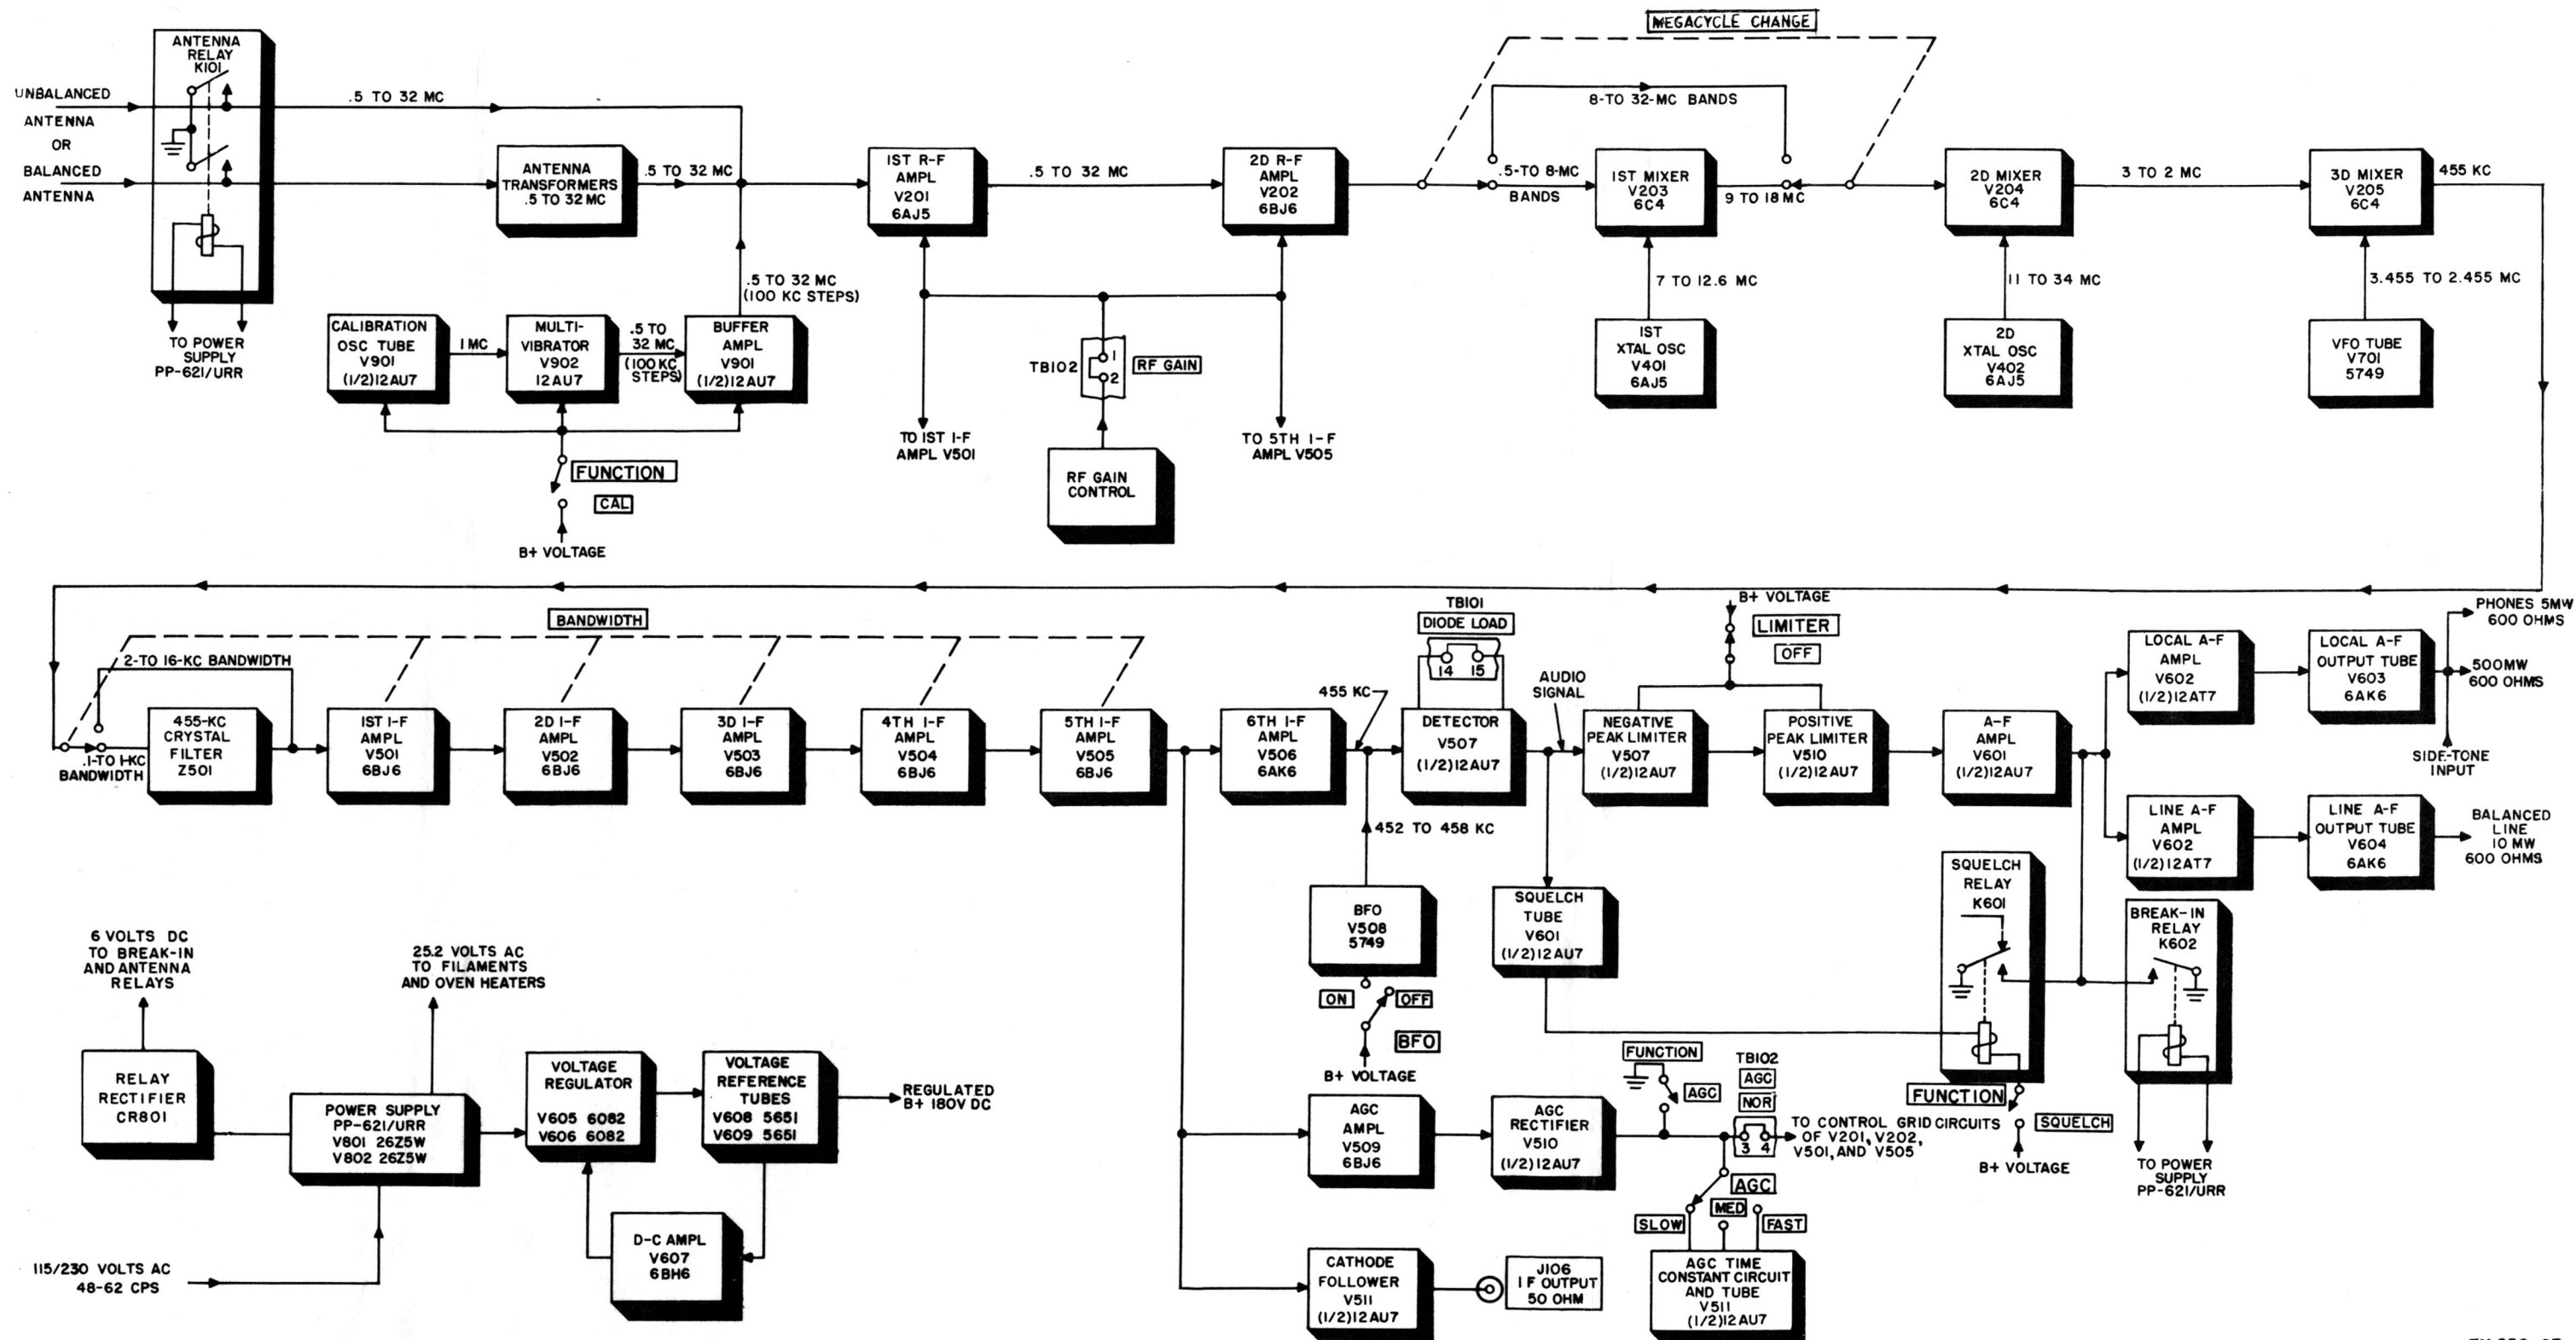 MEGACYCLE CHANGE
ANTENNA
RELAY
K101
UNBALANCED
ANTENNA
OR
BALANCED
ANTENNA
TO POWER
SUPPLY
PP-621/URR
.5 TO 32 MC
ANTENNA
TRANSFORMERS
.5 TO 32 MC
.5 TO 32 MC
.5 TO 32 MC
(100 KC STEPS)
CALIBRATION
OSC TUBE
V901
(1/2)12AU7
1 MC
MULTI-
VIBRATOR
V902
12AU7
.5 TO
32 MC
(100 KC
STEPS)
BUFFER
AMPL
V901
(1/2)12AU7
FUNCTION
CAL
B+ VOLTAGE
1ST R-F
AMPL
V201
6AJ5
.5 TO 32 MC
2D R-F
AMPL
V202
6BJ6
TB102
1
2
RF GAIN
RF GAIN
CONTROL
TO 1ST I-F
AMPL V501
TO 5TH I-F
AMPL V505
8-TO 32-MC BANDS
.5-TO 8-MC
BANDS
1ST MIXER
V203
6C4
9 TO 18 MC
2D MIXER
V204
6C4
3 TO 2 MC
3D MIXER
V205
6C4
455 KC
7 TO 12.6 MC
11 TO 34 MC
3.455 TO 2.455 MC
1ST
XTAL OSC
V401
6AJ5
2D
XTAL OSC
V402
6AJ5
VFO TUBE
V701
5749
BANDWIDTH
2-TO 16-KC BANDWIDTH
.1-TO 1-KC
BANDWIDTH
455-KC
CRYSTAL
FILTER
Z501
1ST I-F
AMPL
V501
6BJ6
2D I-F
AMPL
V502
6BJ6
3D I-F
AMPL
V503
6BJ6
4TH I-F
AMPL
V504
6BJ6
5TH I-F
AMPL
V505
6BJ6
6TH I-F
AMPL
V506
6AK6
455 KC
452 TO 458 KC
TB101
DIODE LOAD
14 15
DETECTOR
V507
(1/2)12AU7
AUDIO
SIGNAL
B+ VOLTAGE
LIMITER
OFF
NEGATIVE
PEAK LIMITER
V507
(1/2)12AU7
POSITIVE
PEAK LIMITER
V510
(1/2)12AU7
A-F
AMPL
V601
(1/2)12AU7
LOCAL A-F
AMPL
V602
(1/2)12AT7
LOCAL A-F
OUTPUT TUBE
V603
6AK6
PHONES 5MW
600 OHMS
500MW
600 OHMS
SIDE-TONE
INPUT
LINE A-F
AMPL
V602
(1/2)12AT7
LINE A-F
OUTPUT TUBE
V604
6AK6
BALANCED
LINE
10 MW
600 OHMS
BFO
V508
5749
ON
OFF
BFO
B+ VOLTAGE
SQUELCH
TUBE
V601
(1/2)12AU7
SQUELCH
RELAY
K601
FUNCTION
SQUELCH
B+ VOLTAGE
BREAK-IN
RELAY
K602
TO POWER
SUPPLY
PP-621/URR
6 VOLTS DC
TO BREAK-IN
AND ANTENNA
RELAYS
25.2 VOLTS AC
TO FILAMENTS
AND OVEN HEATERS
RELAY
RECTIFIER
CR801
POWER SUPPLY
PP-621/URR
V801 26Z5W
V802 26Z5W
VOLTAGE
REGULATOR
V605 6082
V606 6082
VOLTAGE
REFERENCE
TUBES
V608 5651
V609 5651
REGULATED
B+ 180V DC
D-C AMPL
V607
6BH6
115/230 VOLTS AC
48-62 CPS
AGC
AMPL
V509
6BJ6
AGC
RECTIFIER
V510
(1/2)12AU7
FUNCTION
AGC
TB102
AGC
NOR
3 4
TO CONTROL GRID CIRCUITS
OF V201, V202,
V501, AND V505
AGC
SLOW
MED
FAST
AGC TIME
CONSTANT CIRCUIT
AND TUBE
V511
(1/2)12AU7
CATHODE
FOLLOWER
V511
(1/2)12AU7
J106
I F OUTPUT
50 OHM